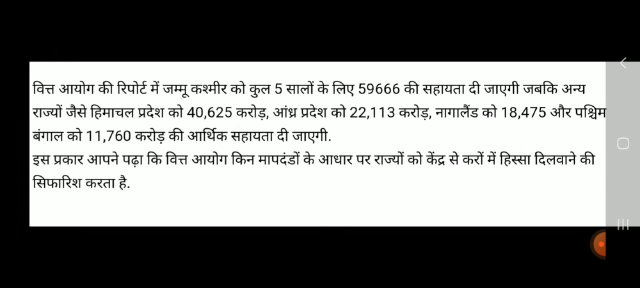 वित्त आयोग की रिपोर्ट में जम्मू कश्मीर को कुल 5 सालों के लिए 59666 की सहायता दी जाएगी जबकि अन्य
राज्यों जैसे हिमाचल प्रदेश को 40,625 करोड़, आंध्र प्रदेश को 22,113 करोड़, नागालैंड को 18,475 और पश्चिम
बंगाल को 11,760 करोड़ की आर्थिक सहायता दी जाएगी.
इस प्रकार आपने पढ़ा कि वित्त आयोग किन मापदंडों के आधार पर राज्यों को केंद्र से करों में हिस्सा दिलवाने की
सिफारिश करता है.